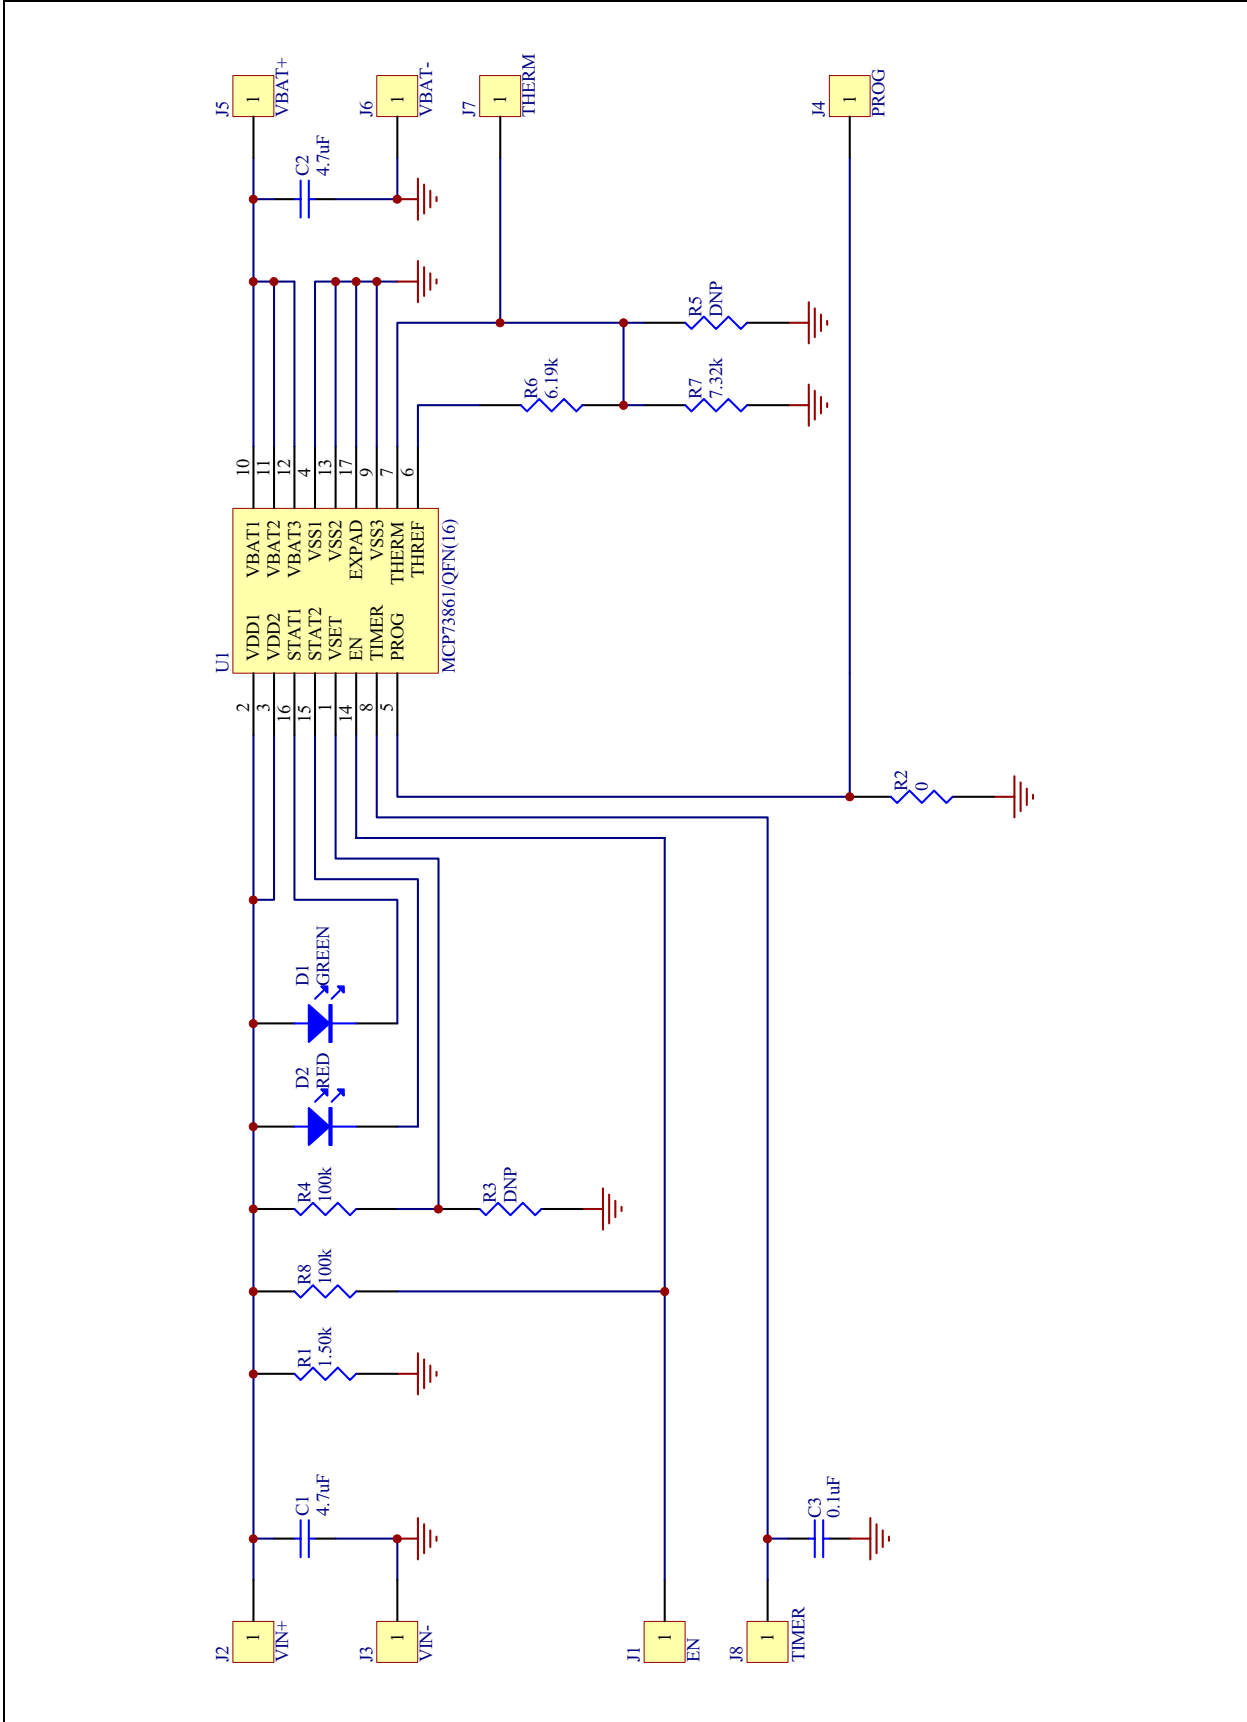 J2
1
VIN+
J3
1
VIN-
J1
1
EN
J8
1
TIMER
C1
4.7uF
C3
0.1uF
R1
1.50k
R8
100k
R4
100k
R3
DNP
D2
RED
D1
GREEN
R2
0
U1
2
VDD1
3
VDD2
16
STAT1
15
STAT2
1
VSET
14
EN
8
TIMER
5
PROG
VBAT1
10
VBAT2
11
VBAT3
12
VSS1
4
VSS2
13
EXPAD
17
VSS3
9
THERM
7
THREF
6
MCP73861/QFN(16)
R6
6.19k
R7
7.32k
R5
DNP
C2
4.7uF
J5
1
VBAT+
J6
1
VBAT-
J7
1
THERM
J4
1
PROG